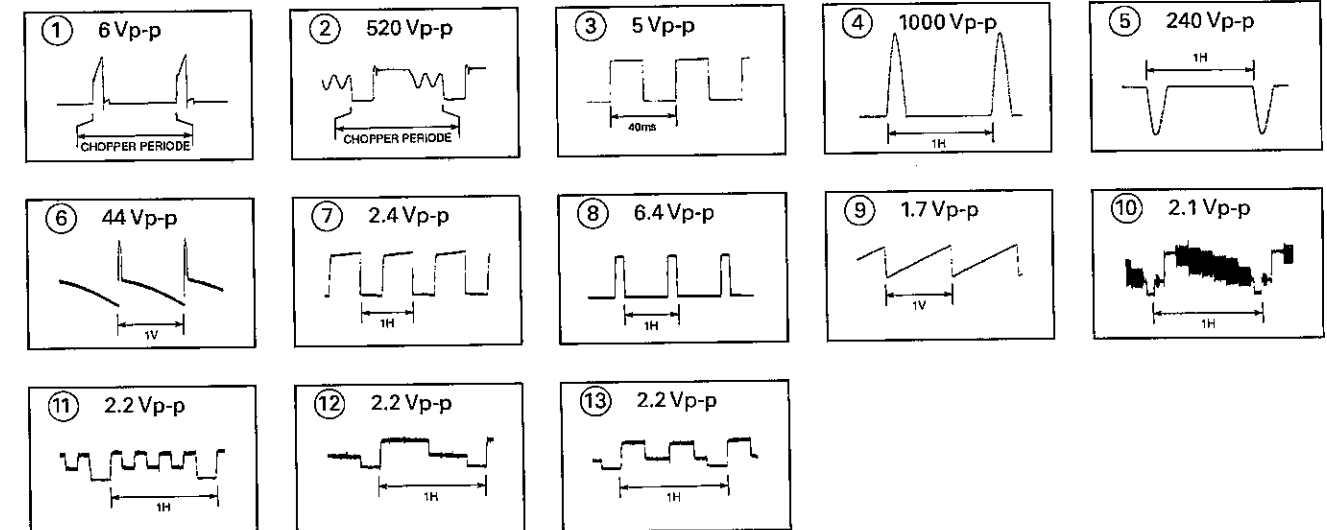 ① 6 Vp-p
CHOPPER PERIODE
② 520 Vp-p
CHOPPER PERIODE
③ 5 Vp-p
40ms
④ 1000 Vp-p
1H
⑤ 240 Vp-p
1H
⑥ 44 Vp-p
1V
⑦ 2.4 Vp-p
1H
⑧ 6.4 Vp-p
1H
⑨ 1.7 Vp-p
1V
⑩ 2.1 Vp-p
1H
⑪ 2.2 Vp-p
1H
⑫ 2.2 Vp-p
1H
⑬ 2.2 Vp-p
1H